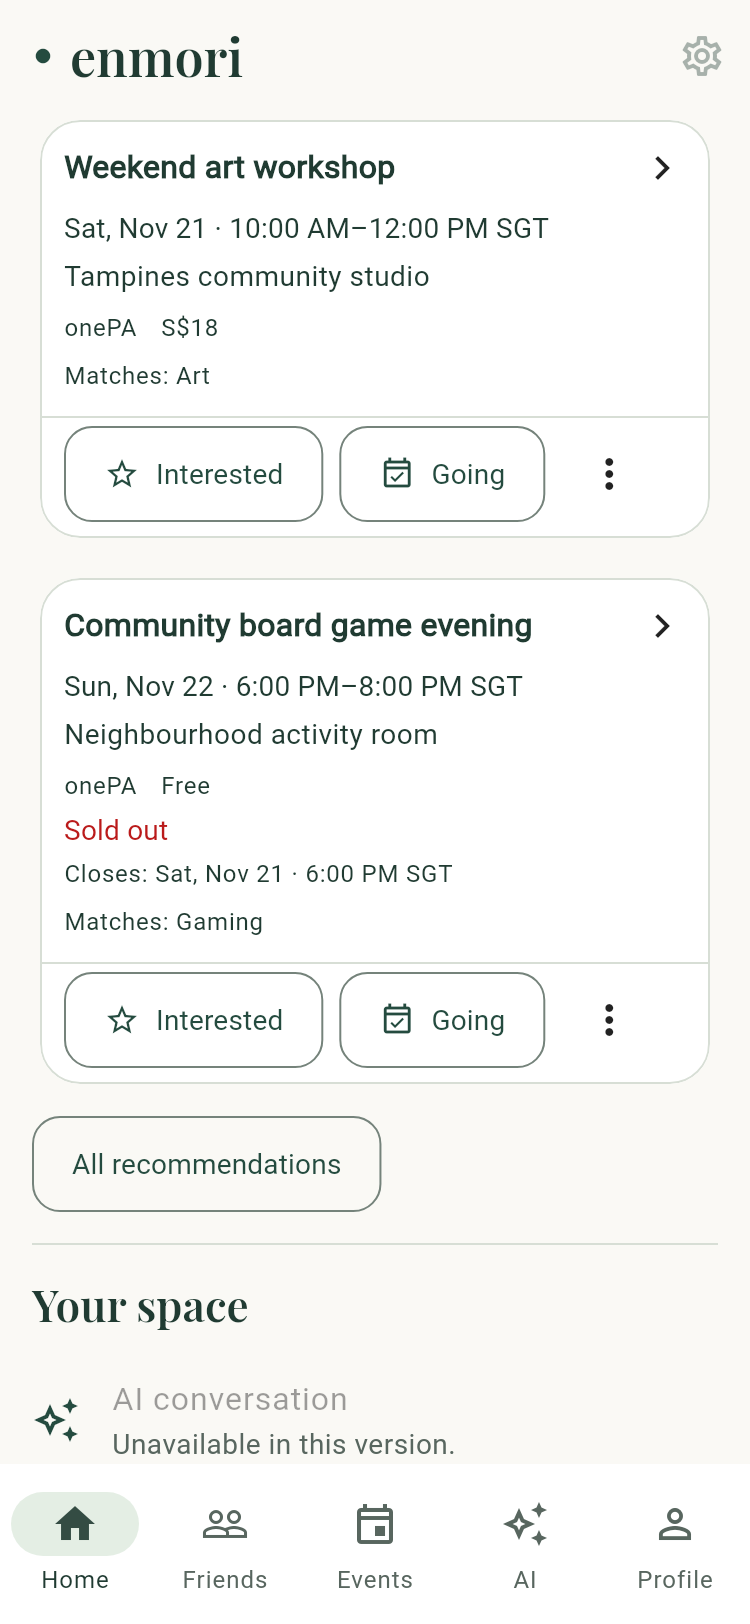 enmori
Weekend art workshop
Sat, Nov 21 · 10:00 AM–12:00 PM SGT
Tampines community studio
onePA S$18
Matches: Art
Interested Going
Community board game evening
Sun, Nov 22 · 6:00 PM–8:00 PM SGT
Neighbourhood activity room
onePA Free
Sold out
Closes: Sat, Nov 21 · 6:00 PM SGT
Matches: Gaming
Interested Going
All recommendations
Your space
AI conversation
Unavailable in this version.
Home Friends Events AI Profile